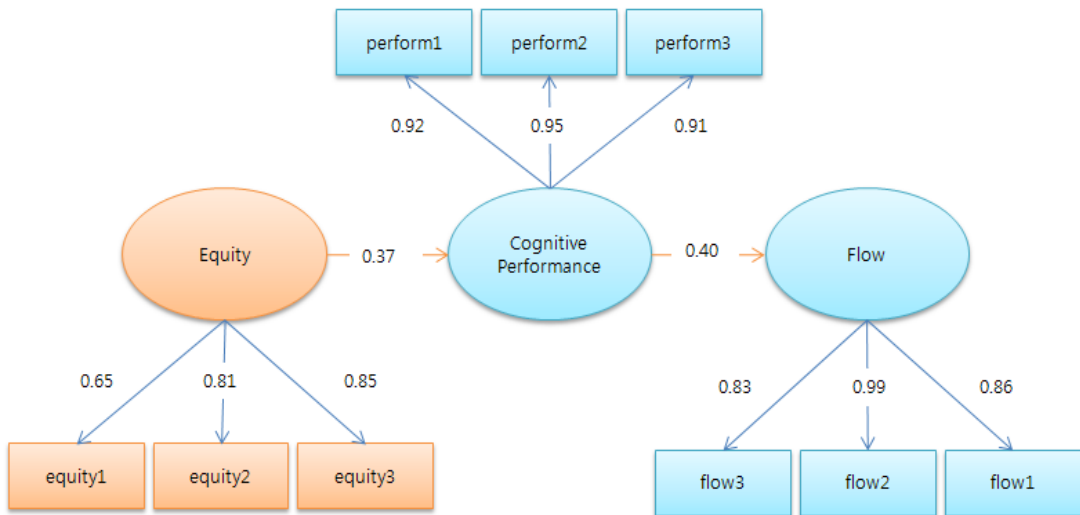 perform1
perform2
perform3
0.92
0.95
0.91
Equity
0.37
Cognitive
Performance
0.40
Flow
0.65
0.81
0.85
0.83
0.99
0.86
equity1
equity2
equity3
flow3
flow2
flow1